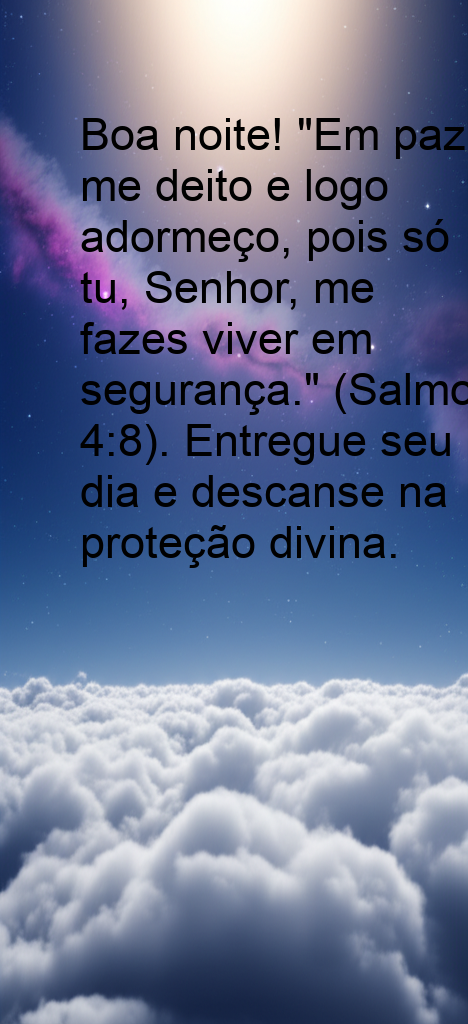 Boa noite! "Em paz
me deito e logo
adormeço, pois só
tu, Senhor, me
fazes viver em
segurança." (Salmo
4:8). Entregue seu
dia e descanse na
proteção divina.